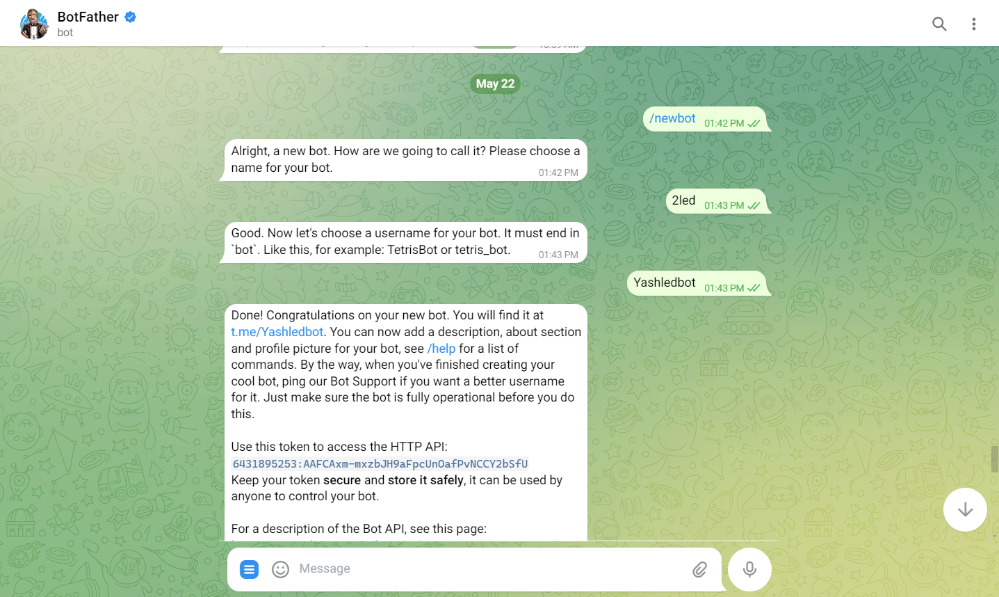 BotFather
bot
May 22
/newbot 01:42 PM
Alright, a new bot. How are we going to call it? Please choose a
name for your bot. 01:42 PM
2led 01:43 PM
Good. Now let's choose a username for your bot. It must end in
`bot`. Like this, for example: TetrisBot or tetris_bot. 01:43 PM
Yashledbot 01:43 PM
Done! Congratulations on your new bot. You will find it at
t.me/Yashledbot. You can now add a description, about section
and profile picture for your bot, see /help for a list of
commands. By the way, when you've finished creating your
cool bot, ping our Bot Support if you want a better username
for it. Just make sure the bot is fully operational before you do
this.
Use this token to access the HTTP API:
6431895253:AAFCAxm-mxzbJH9aFpcUnOafPvNCCY2bSfU
Keep your token secure and store it safely, it can be used by
anyone to control your bot.
For a description of the Bot API, see this page:
Message